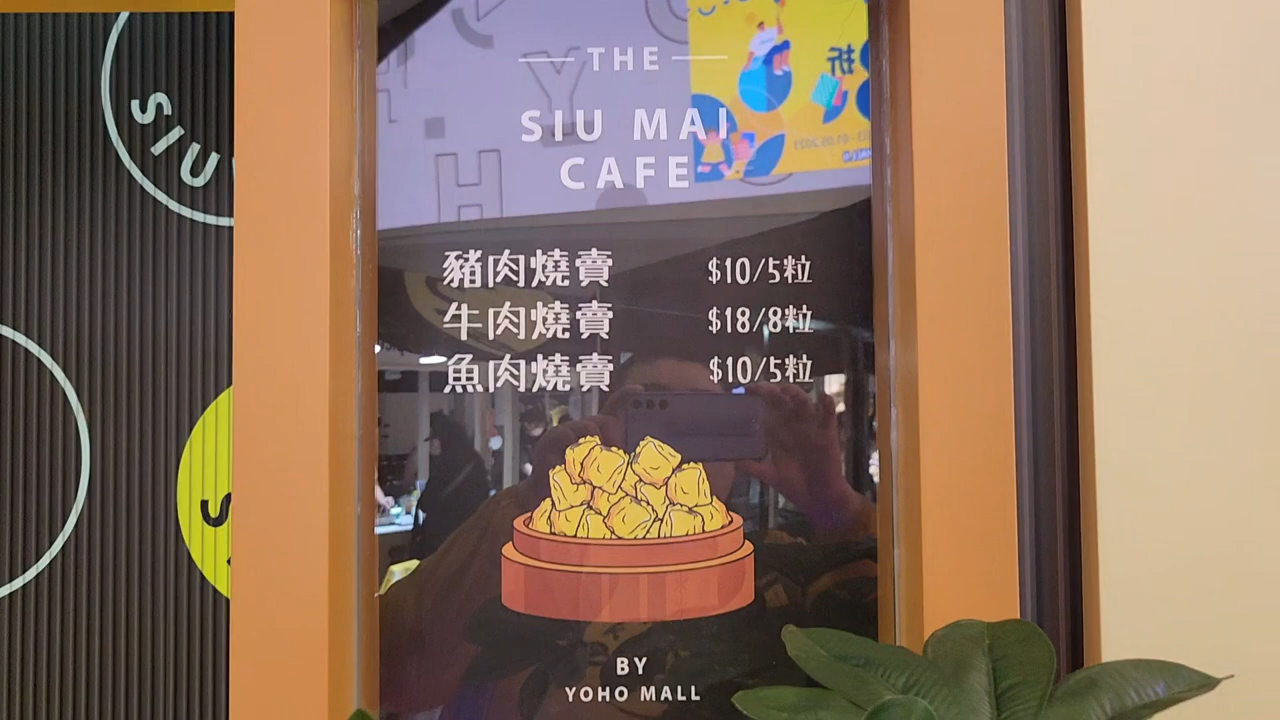 THE
SIU MAI
CAFE
豬肉燒賣 $10/5粒
牛肉燒賣 $18/8粒
魚肉燒賣 $10/5粒
BY
YOHO MALL
SIU
S